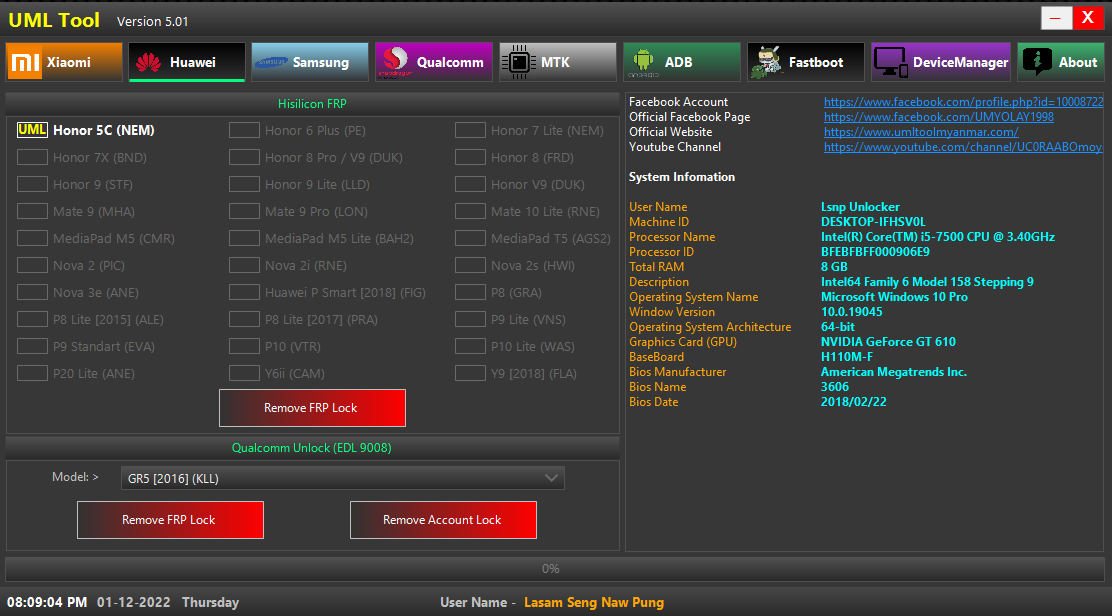 UML Tool Version 5.01
— X
mi Xiaomi HUAWEI Huawei SAMSUNG Samsung snapdragon Qualcomm MTK ANDROID ADB Fastboot DeviceManager i About
Hisilicon FRP
UML Honor 5C (NEM) Honor 6 Plus (PE) Honor 7 Lite (NEM)
Honor 7X (BND) Honor 8 Pro / V9 (DUK) Honor 8 (FRD)
Honor 9 (STF) Honor 9 Lite (LLD) Honor V9 (DUK)
Mate 9 (MHA) Mate 9 Pro (LON) Mate 10 Lite (RNE)
MediaPad M5 (CMR) MediaPad M5 Lite (BAH2) MediaPad T5 (AGS2)
Nova 2 (PIC) Nova 2i (RNE) Nova 2s (HWI)
Nova 3e (ANE) Huawei P Smart [2018] (FIG) P8 (GRA)
P8 Lite [2015] (ALE) P8 Lite [2017] (PRA) P9 Lite (VNS)
P9 Standart (EVA) P10 (VTR) P10 Lite (WAS)
P20 Lite (ANE) Y6ii (CAM) Y9 [2018] (FLA)
Remove FRP Lock
Qualcomm Unlock (EDL 9008)
Model: > GR5 [2016] (KLL)
Remove FRP Lock Remove Account Lock
Facebook Account https://www.facebook.com/profile.php?id=10008722
Official Facebook Page https://www.facebook.com/UMYOLAY1998
Official Website https://www.umltoolmyanmar.com/
Youtube Channel https://www.youtube.com/channel/UC0RAABOmoy
System Infomation
User Name Lsnp Unlocker
Machine ID DESKTOP-IFHSV0L
Processor Name Intel(R) Core(TM) i5-7500 CPU @ 3.40GHz
Processor ID BFEBFBFF000906E9
Total RAM 8 GB
Description Intel64 Family 6 Model 158 Stepping 9
Operating System Name Microsoft Windows 10 Pro
Window Version 10.0.19045
Operating System Architecture 64-bit
Graphics Card (GPU) NVIDIA GeForce GT 610
BaseBoard H110M-F
Bios Manufacturer American Megatrends Inc.
Bios Name 3606
Bios Date 2018/02/22
0%
08:09:04 PM 01-12-2022 Thursday User Name - Lasam Seng Naw Pung